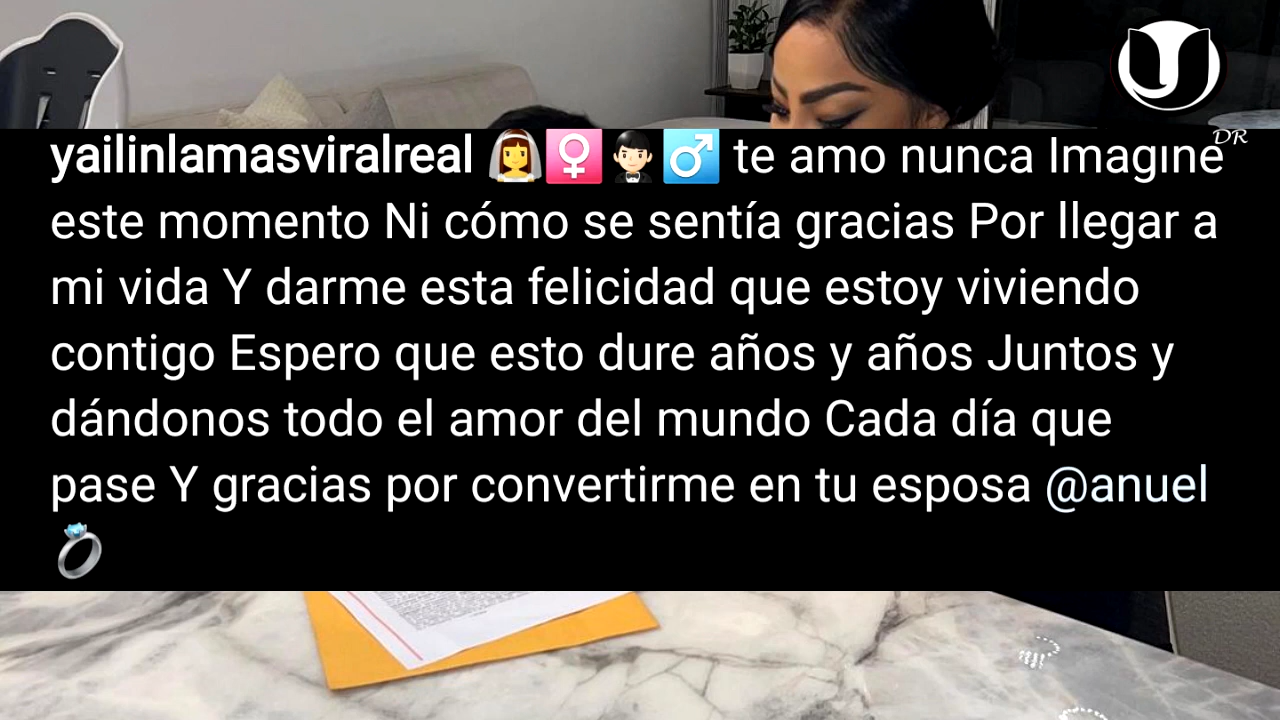 yailinlamasviralreal 👰‍♀️🤵‍♂️ te amo nunca Imagine
este momento Ni cómo se sentía gracias Por llegar a
mi vida Y darme esta felicidad que estoy viviendo
contigo Espero que esto dure años y años Juntos y
dándonos todo el amor del mundo Cada día que
pase Y gracias por convertirme en tu esposa @anuel
💍
DR